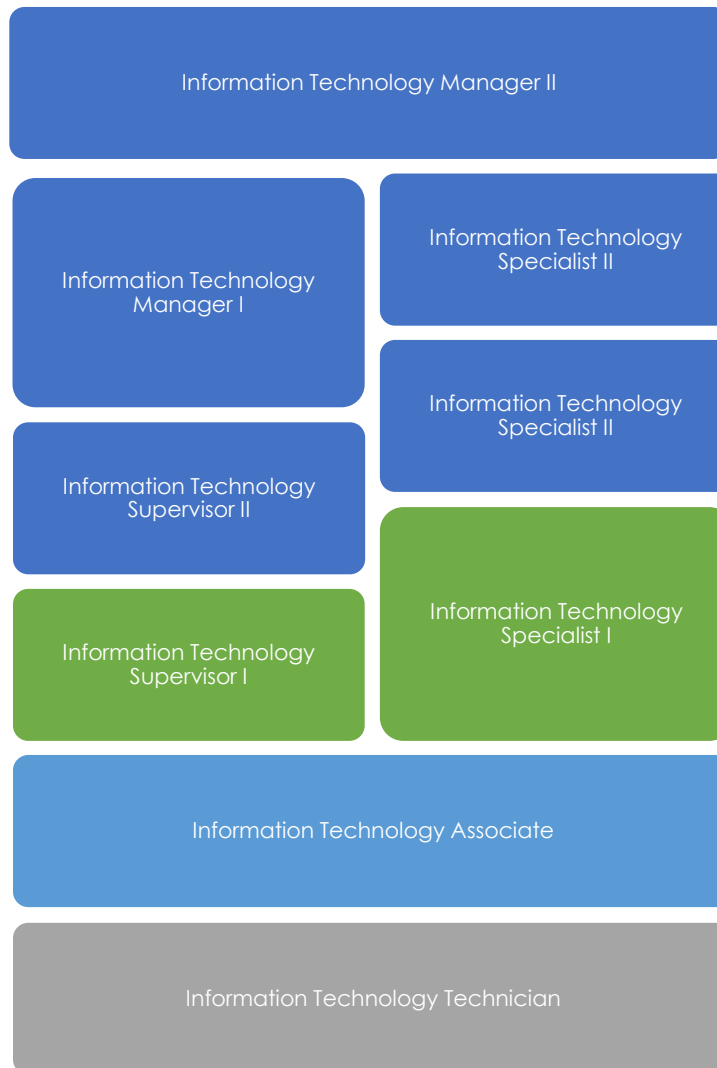 Information Technology Manager II
Information Technology
Manager I
Information Technology
Specialist II
Information Technology
Specialist II
Information Technology
Supervisor II
Information Technology
Specialist I
Information Technology
Supervisor I
Information Technology Associate
Information Technology Technician